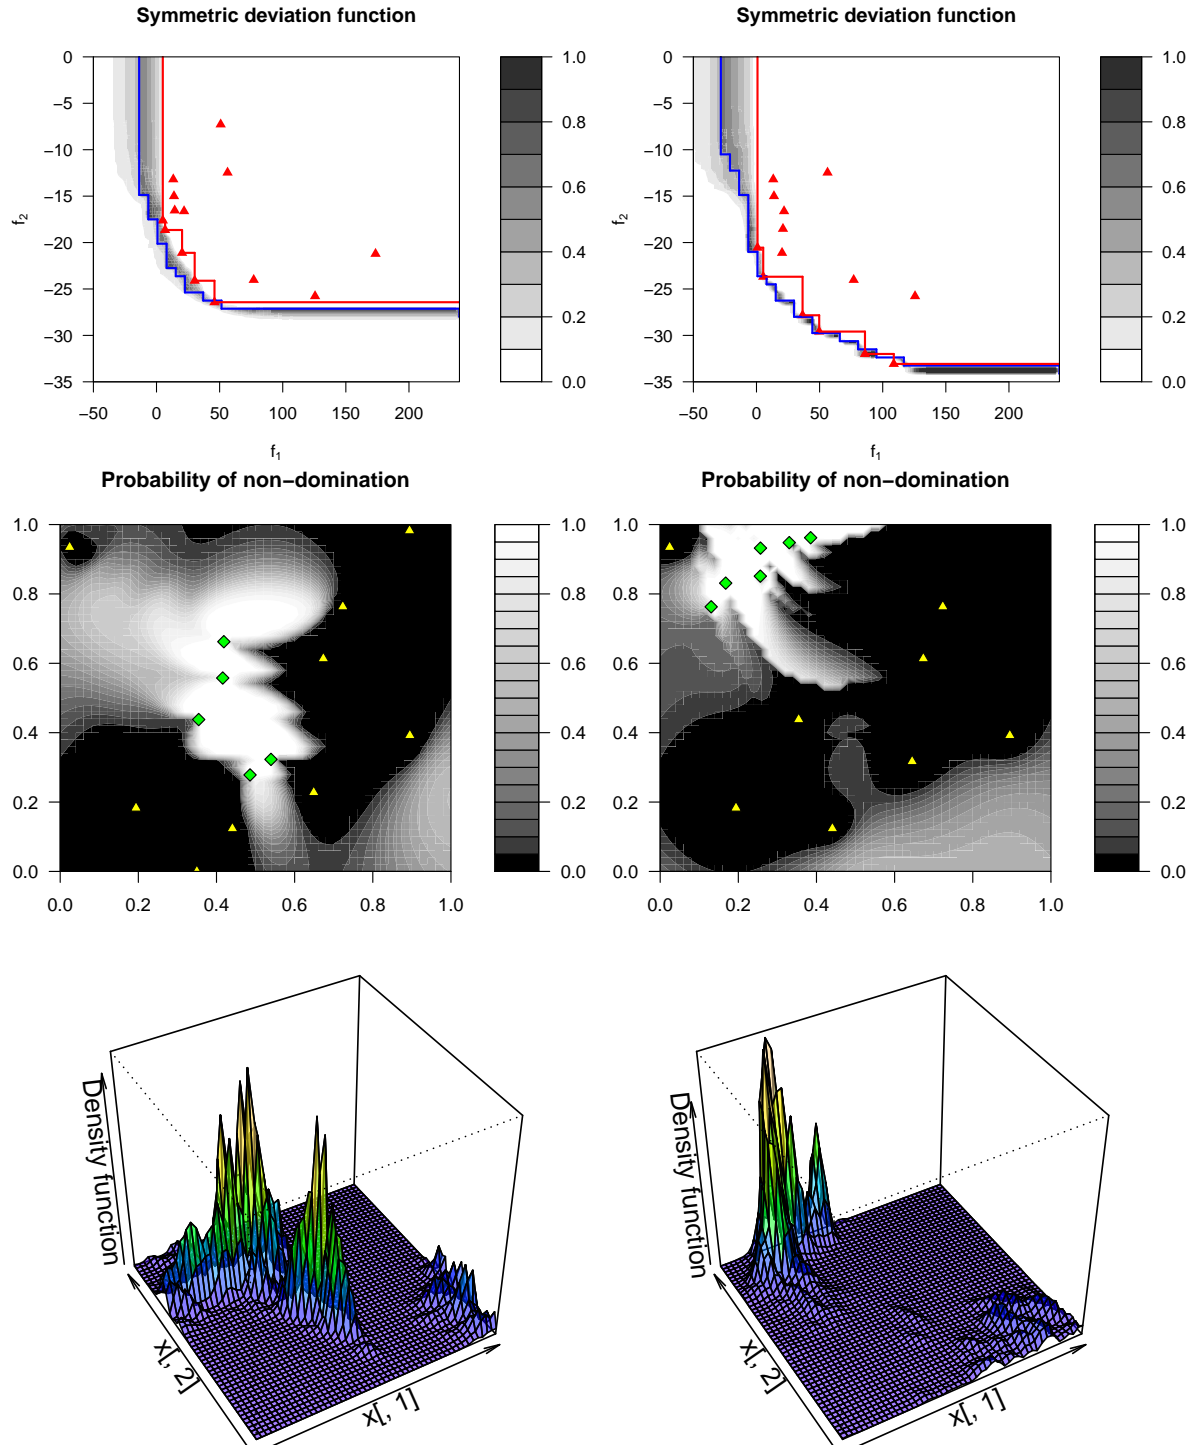 Symmetric deviation function
Symmetric deviation function
0
−5
−10
−15
−20
−25
−30
−35
f2
−50 0 50 100 150 200
f1
1.0
0.8
0.6
0.4
0.2
0.0
0
−5
−10
−15
−20
−25
−30
−35
f2
−50 0 50 100 150 200
f1
1.0
0.8
0.6
0.4
0.2
0.0
Probability of non−domination
Probability of non−domination
1.0
0.8
0.6
0.4
0.2
0.0
0.0 0.2 0.4 0.6 0.8 1.0
1.0
0.8
0.6
0.4
0.2
0.0
1.0
0.8
0.6
0.4
0.2
0.0
0.0 0.2 0.4 0.6 0.8 1.0
1.0
0.8
0.6
0.4
0.2
0.0
Density function
x[, 2]
x[, 1]
Density function
x[, 2]
x[, 1]